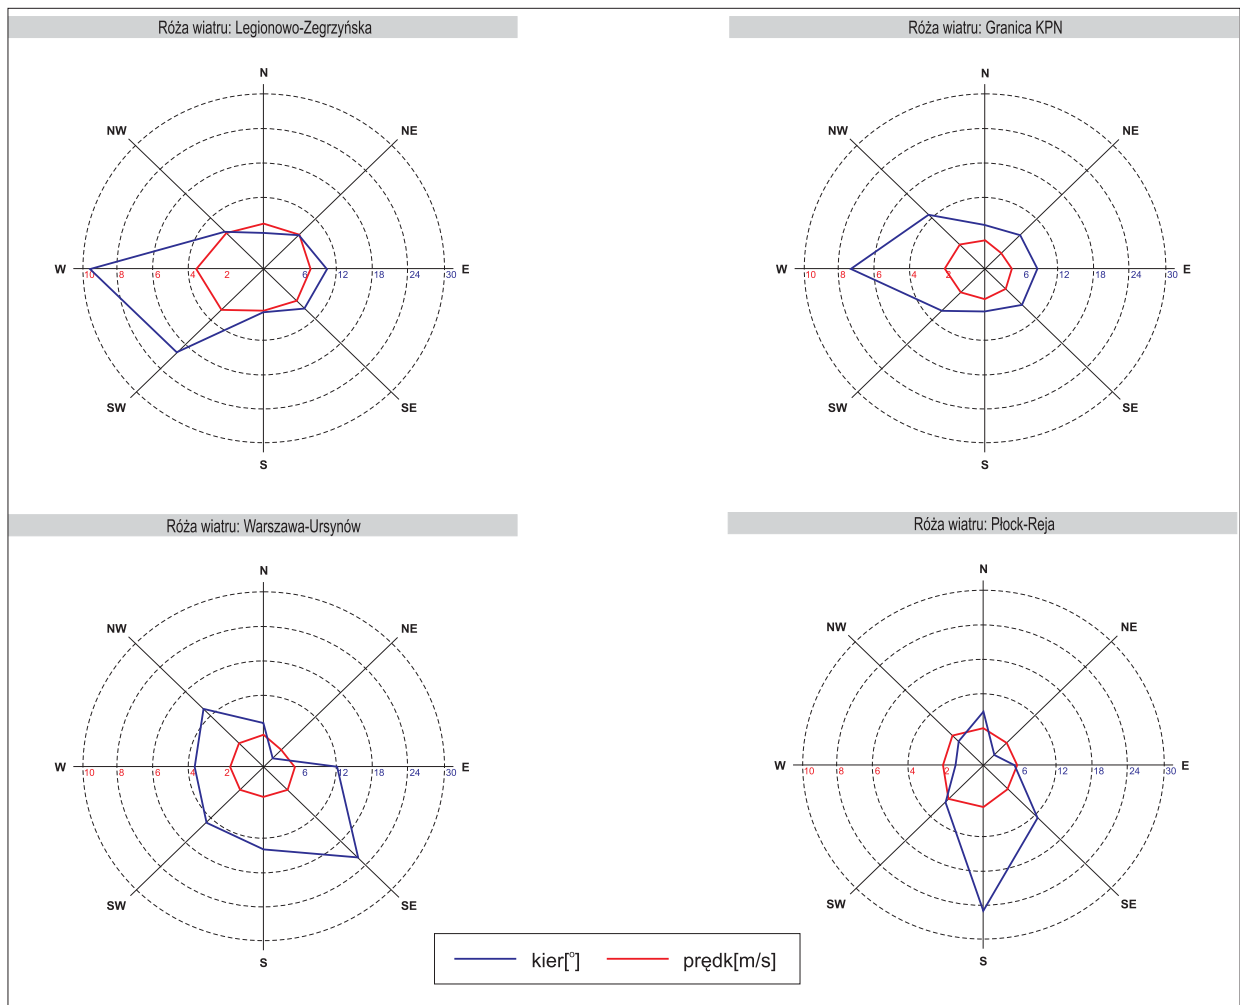 Róża wiatru: Legionowo-Zegrzyńska
N
NW NE
W 10 8 6 4 2 6 12 18 24 30 E
SW SE
S
Róża wiatru: Granica KPN
N
NW NE
W 10 8 6 4 2 6 12 18 24 30 E
SW SE
S
Róża wiatru: Warszawa-Ursynów
N
NW NE
W 10 8 6 4 2 6 12 18 24 30 E
SW SE
S
Róża wiatru: Płock-Reja
N
NW NE
W 10 8 6 4 2 6 12 18 24 30 E
SW SE
S
kier[°] prędk[m/s]